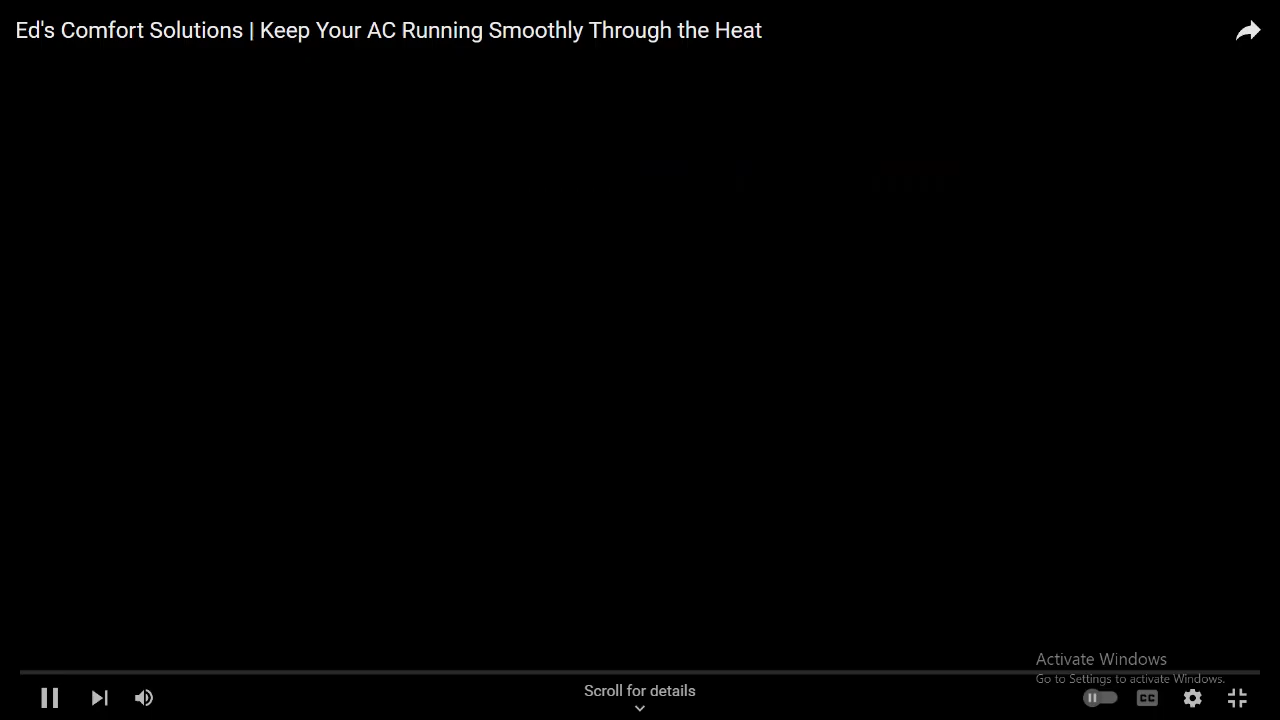 Ed's Comfort Solutions | Keep Your AC Running Smoothly Through the Heat
Activate Windows
Go to Settings to activate Windows.
Scroll for details
CC